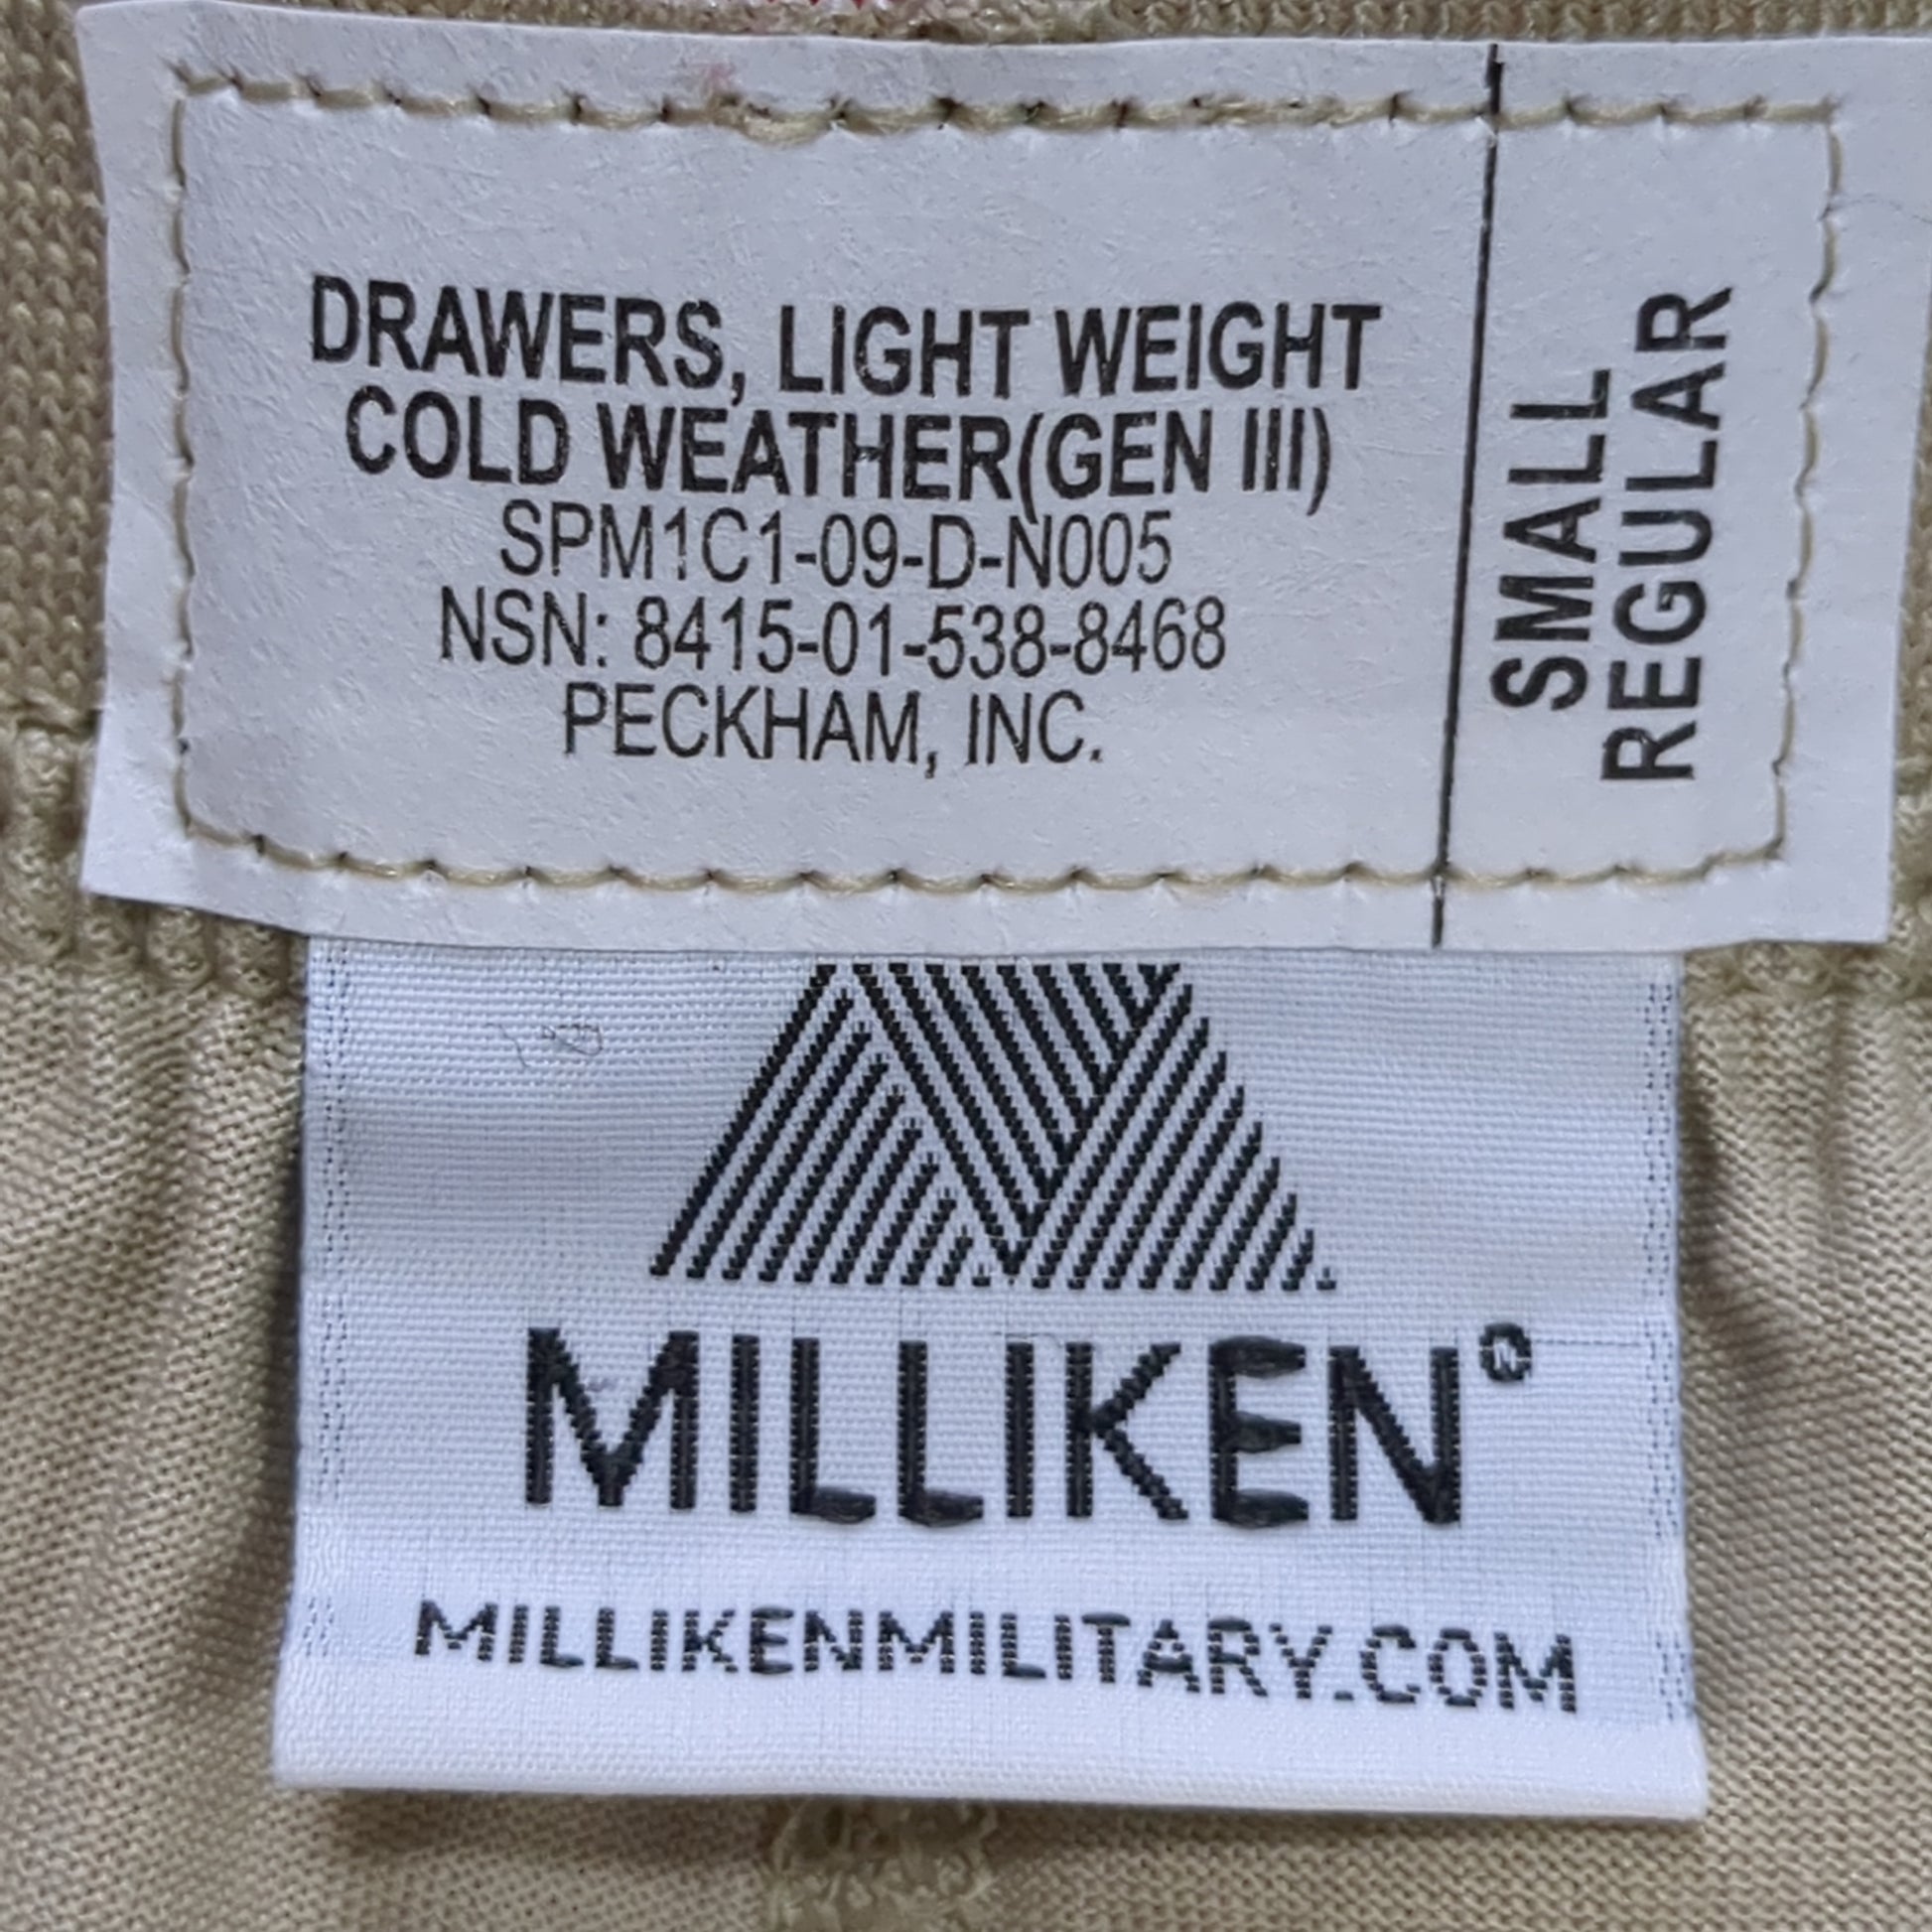 DRAWERS, LIGHT WEIGHT
COLD WEATHER(GEN III)
SPM1C1-09-D-N005
NSN: 8415-01-538-8468
PECKHAM, INC.
SMALL
REGULAR
MILLIKEN®
MILLIKENMILITARY.COM